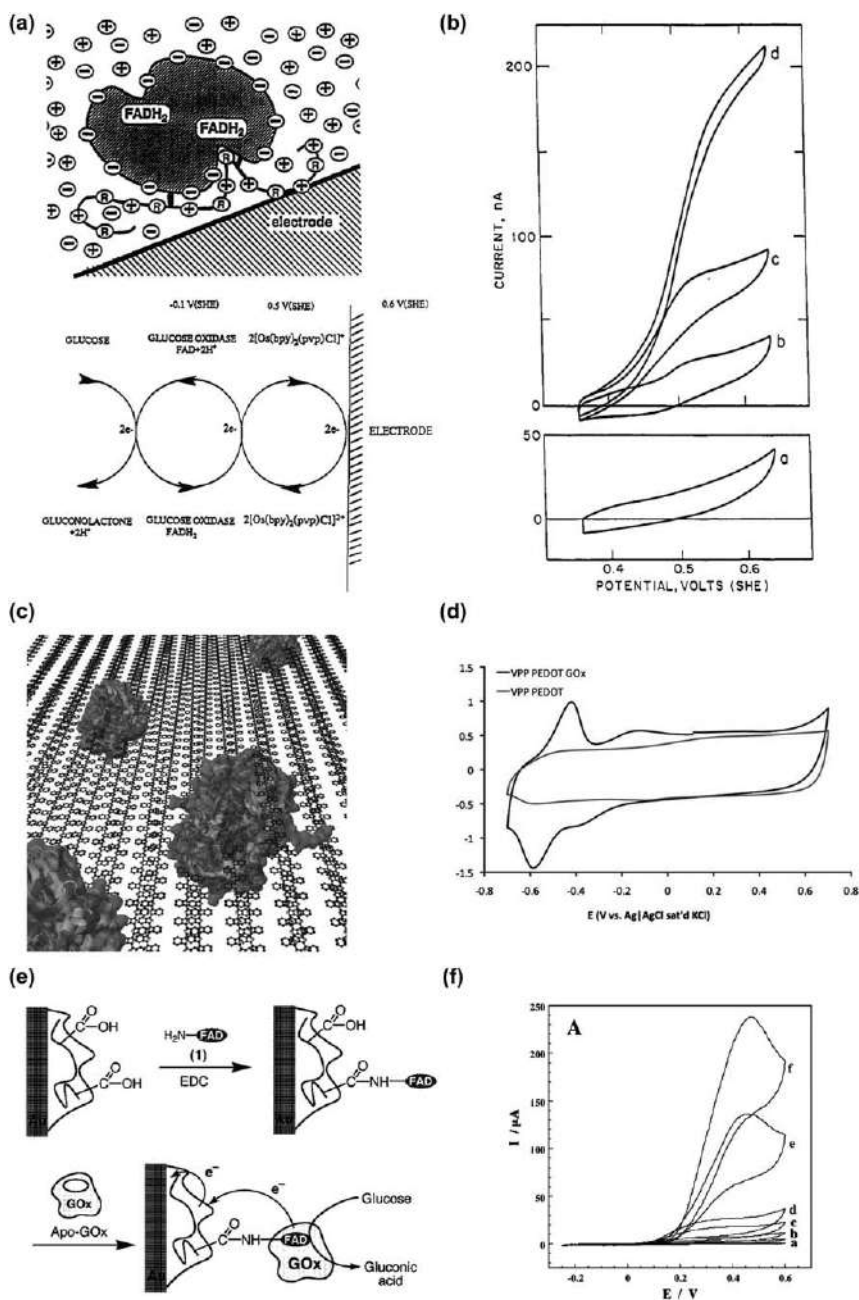 (a)
FADH2
FADH2
R
R
R
R
R
R
electrode
-0.1 V(SHE)
0.5 V(SHE)
0.6 V(SHE)
GLUCOSE
GLUCOSE OXIDASE
FAD+2H⁺
2[Os(bpy)2(pvp)Cl]⁺
2e-
2e-
2e-
ELECTRODE
GLUCONOLACTONE
+2H⁺
GLUCOSE OXIDASE
FADH2
2[Os(bpy)2(pvp)Cl]²⁺
(b)
CURRENT, nA
200
100
0
d
c
b
50
0
a
0.4
0.5
0.6
POTENTIAL, VOLTS (SHE)
(c)
(d)
VPP PEDOT GOx
VPP PEDOT
1.5
1
0.5
0
-0.5
-1
-1.5
-0.8
-0.6
-0.4
-0.2
0
0.2
0.4
0.6
0.8
E (V vs. Ag|AgCl sat'd KCl)
(e)
O
C-OH
O
C-OH
Au
H2N-FAD
(1)
EDC
O
C-OH
O
C-NH-FAD
Au
GOx
Apo-GOx
e⁻
e⁻
O
C-NH-FAD
GOx
Au
Glucose
Gluconic
acid
(f)
A
I / µA
250
200
150
100
50
0
f
e
d
c
b
a
-0.2
0
0.2
0.4
0.6
E / V